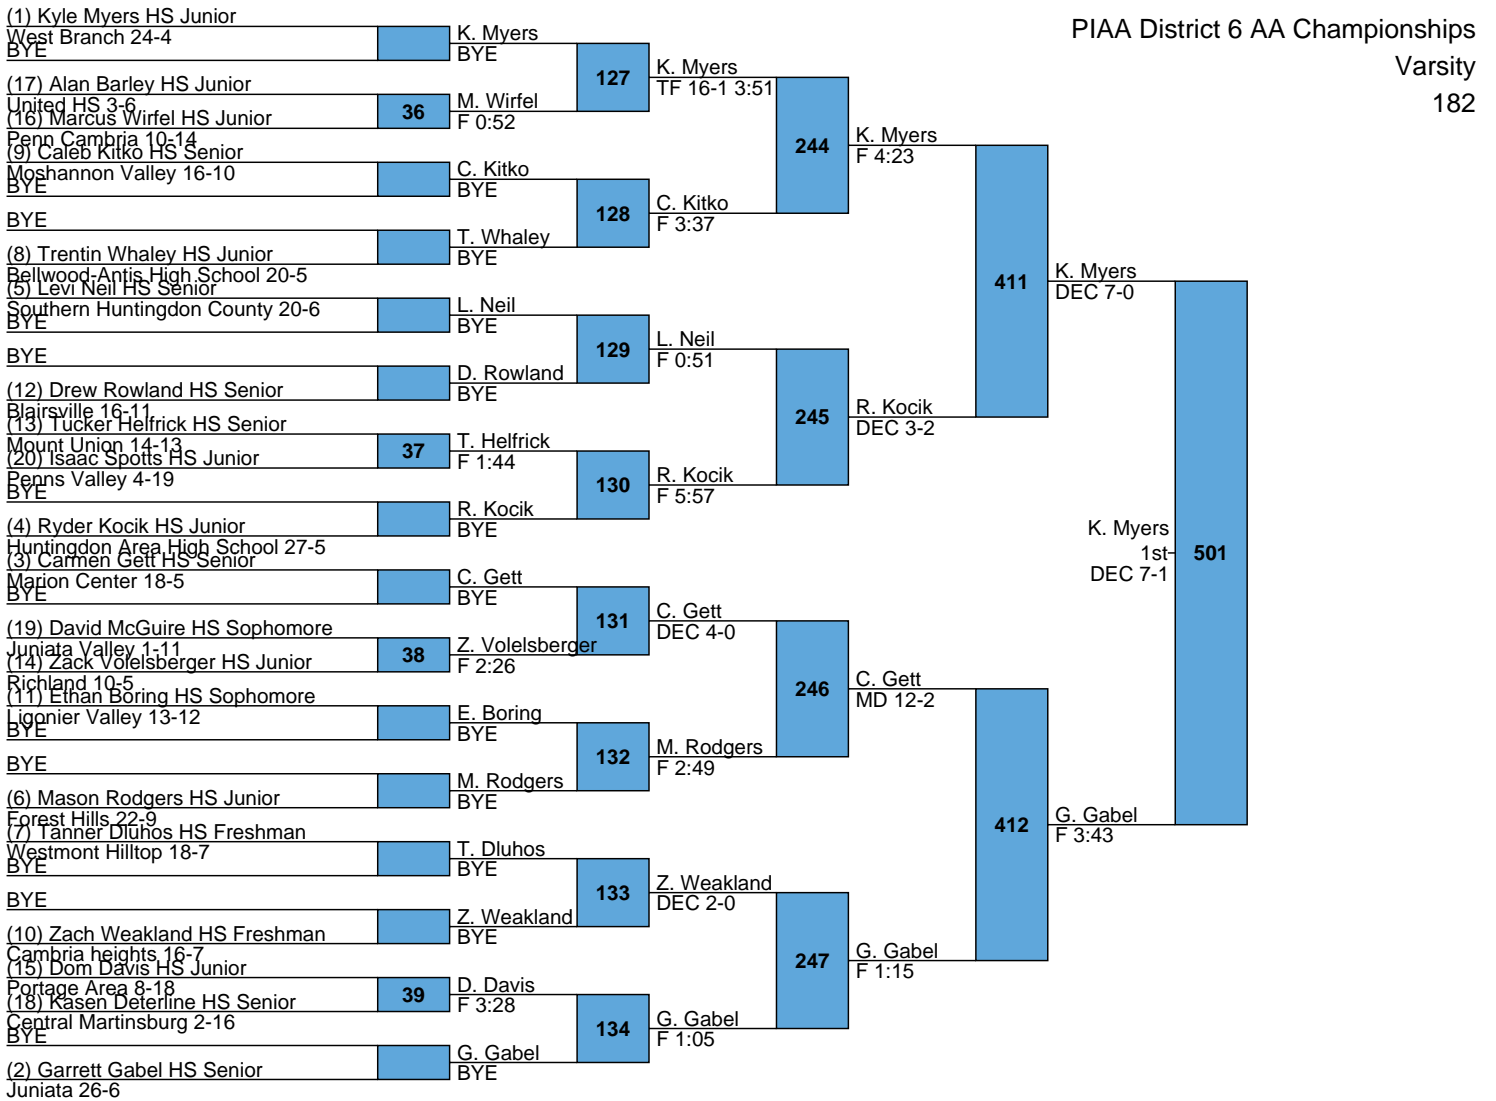 PIAA District 6 AA Championships
Varsity
182
(1) Kyle Myers HS Junior
West Branch 24-4
BYE
(17) Alan Barley HS Junior
United HS 3-6
36
(16) Marcus Wirfel HS Junior
Penn Cambria 10-14
(9) Caleb Kitko HS Senior
Moshannon Valley 16-10
BYE
BYE
(8) Trentin Whaley HS Junior
Bellwood-Antis High School 20-5
(5) Levi Neil HS Senior
Southern Huntingdon County 20-6
BYE
BYE
(12) Drew Rowland HS Senior
Blairsville 16-11
(13) Tucker Helfrick HS Senior
Mount Union 14-13
37
(20) Isaac Spotts HS Junior
Penns Valley 4-19
BYE
(4) Ryder Kocik HS Junior
Huntingdon Area High School 27-5
(3) Carmen Gett HS Senior
Marion Center 18-5
BYE
(19) David McGuire HS Sophomore
Juniata Valley 1-11
38
(14) Zack Volelsberger HS Junior
Richland 10-5
(11) Ethan Boring HS Sophomore
Ligonier Valley 13-12
BYE
BYE
(6) Mason Rodgers HS Junior
Forest Hills 22-9
(7) Tanner Dluhos HS Freshman
Westmont Hilltop 18-7
BYE
BYE
(10) Zach Weakland HS Freshman
Cambria heights 16-7
(15) Dom Davis HS Junior
Portage Area 8-18
39
(18) Kasen Deterline HS Senior
Central Martinsburg 2-16
BYE
(2) Garrett Gabel HS Senior
Juniata 26-6
K. Myers
BYE
127
M. Wirfel
F 0:52
C. Kitko
BYE
128
T. Whaley
BYE
L. Neil
BYE
129
D. Rowland
BYE
T. Helfrick
F 1:44
130
R. Kocik
BYE
C. Gett
BYE
131
Z. Volelsberger
F 2:26
E. Boring
BYE
132
M. Rodgers
BYE
T. Dluhos
BYE
133
Z. Weakland
BYE
D. Davis
F 3:28
134
G. Gabel
BYE
K. Myers
TF 16-1 3:51
244
C. Kitko
F 3:37
L. Neil
F 0:51
245
R. Kocik
F 5:57
C. Gett
DEC 4-0
246
M. Rodgers
F 2:49
Z. Weakland
DEC 2-0
247
G. Gabel
F 1:05
K. Myers
F 4:23
411
R. Kocik
DEC 3-2
C. Gett
MD 12-2
412
G. Gabel
F 1:15
K. Myers
DEC 7-0
G. Gabel
F 3:43
K. Myers
1st
DEC 7-1
501